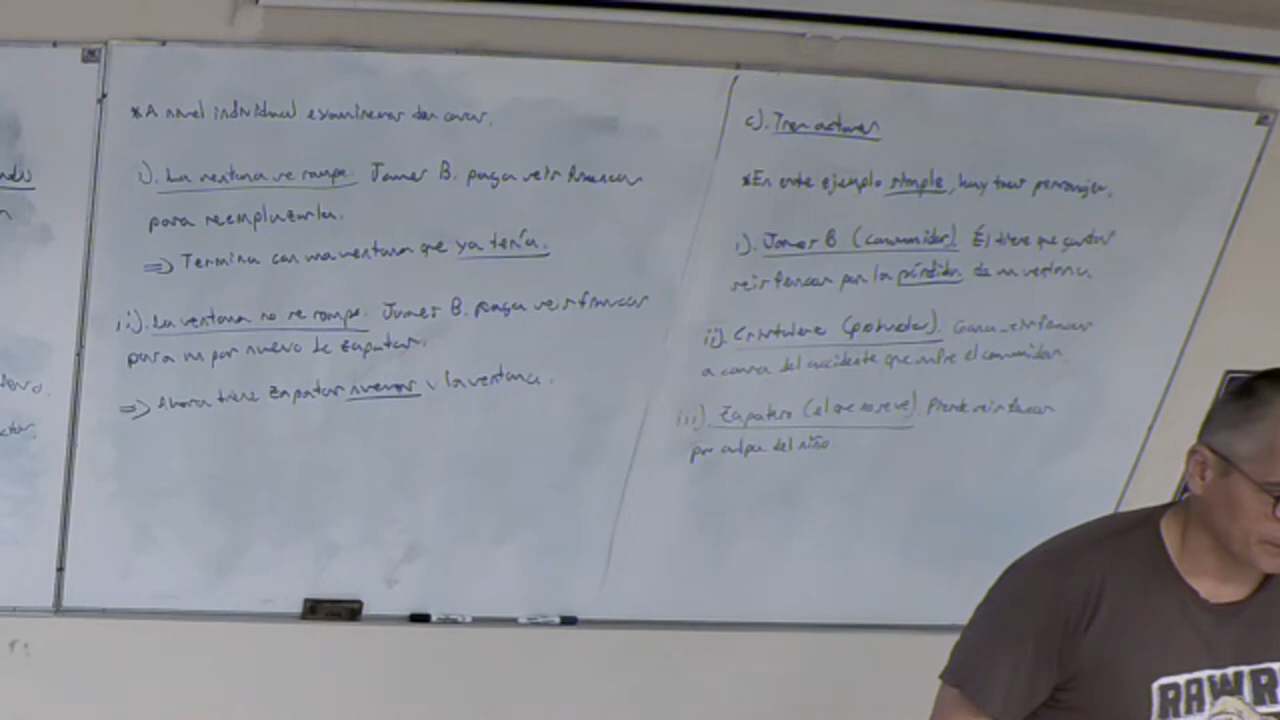 *A nivel individual examinemos dos casos.
i). La ventana se rompe. James B. paga seis francos
para reemplazarla.
=> Termina con una ventana que ya tenía.
ii). La ventana no se rompe. James B. paga seis francos
para un par nuevo de zapatos.
=> Ahora tiene zapatos nuevos y la ventana.
c). Tres actores
*En este ejemplo simple, hay tres personajes.
i). James B (consumidor). Él tiene que gastar
seis francos por la pérdida de su ventana.
ii). Cristalero (productor). Gana seis francos
a causa del accidente que sufre el consumidor.
iii). Zapatero (el que no se ve) Pierde seis francos
por culpa del niño
RAWR